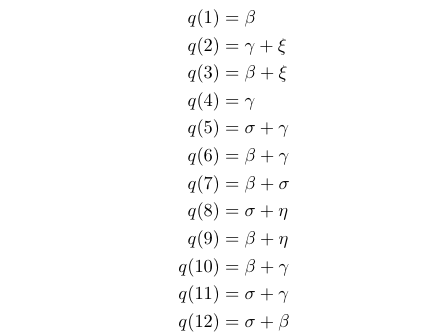 q(1) = β
q(2) = γ + ξ
q(3) = β + ξ
q(4) = γ
q(5) = σ + γ
q(6) = β + γ
q(7) = β + σ
q(8) = σ + η
q(9) = β + η
q(10) = β + γ
q(11) = σ + γ
q(12) = σ + β